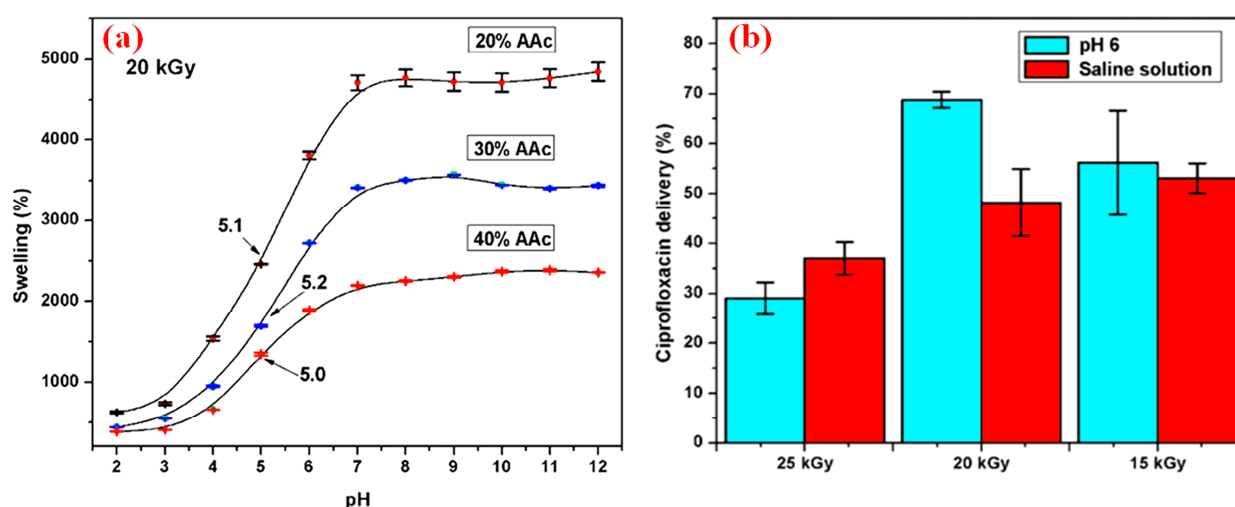 (a)
20 kGy
20% AAc
30% AAc
40% AAc
5.1
5.2
5.0
Swelling (%)
5000
4000
3000
2000
1000
2 3 4 5 6 7 8 9 10 11 12
pH
(b)
pH 6
Saline solution
Ciprofloxacin delivery (%)
80
70
60
50
40
30
20
10
0
25 kGy 20 kGy 15 kGy